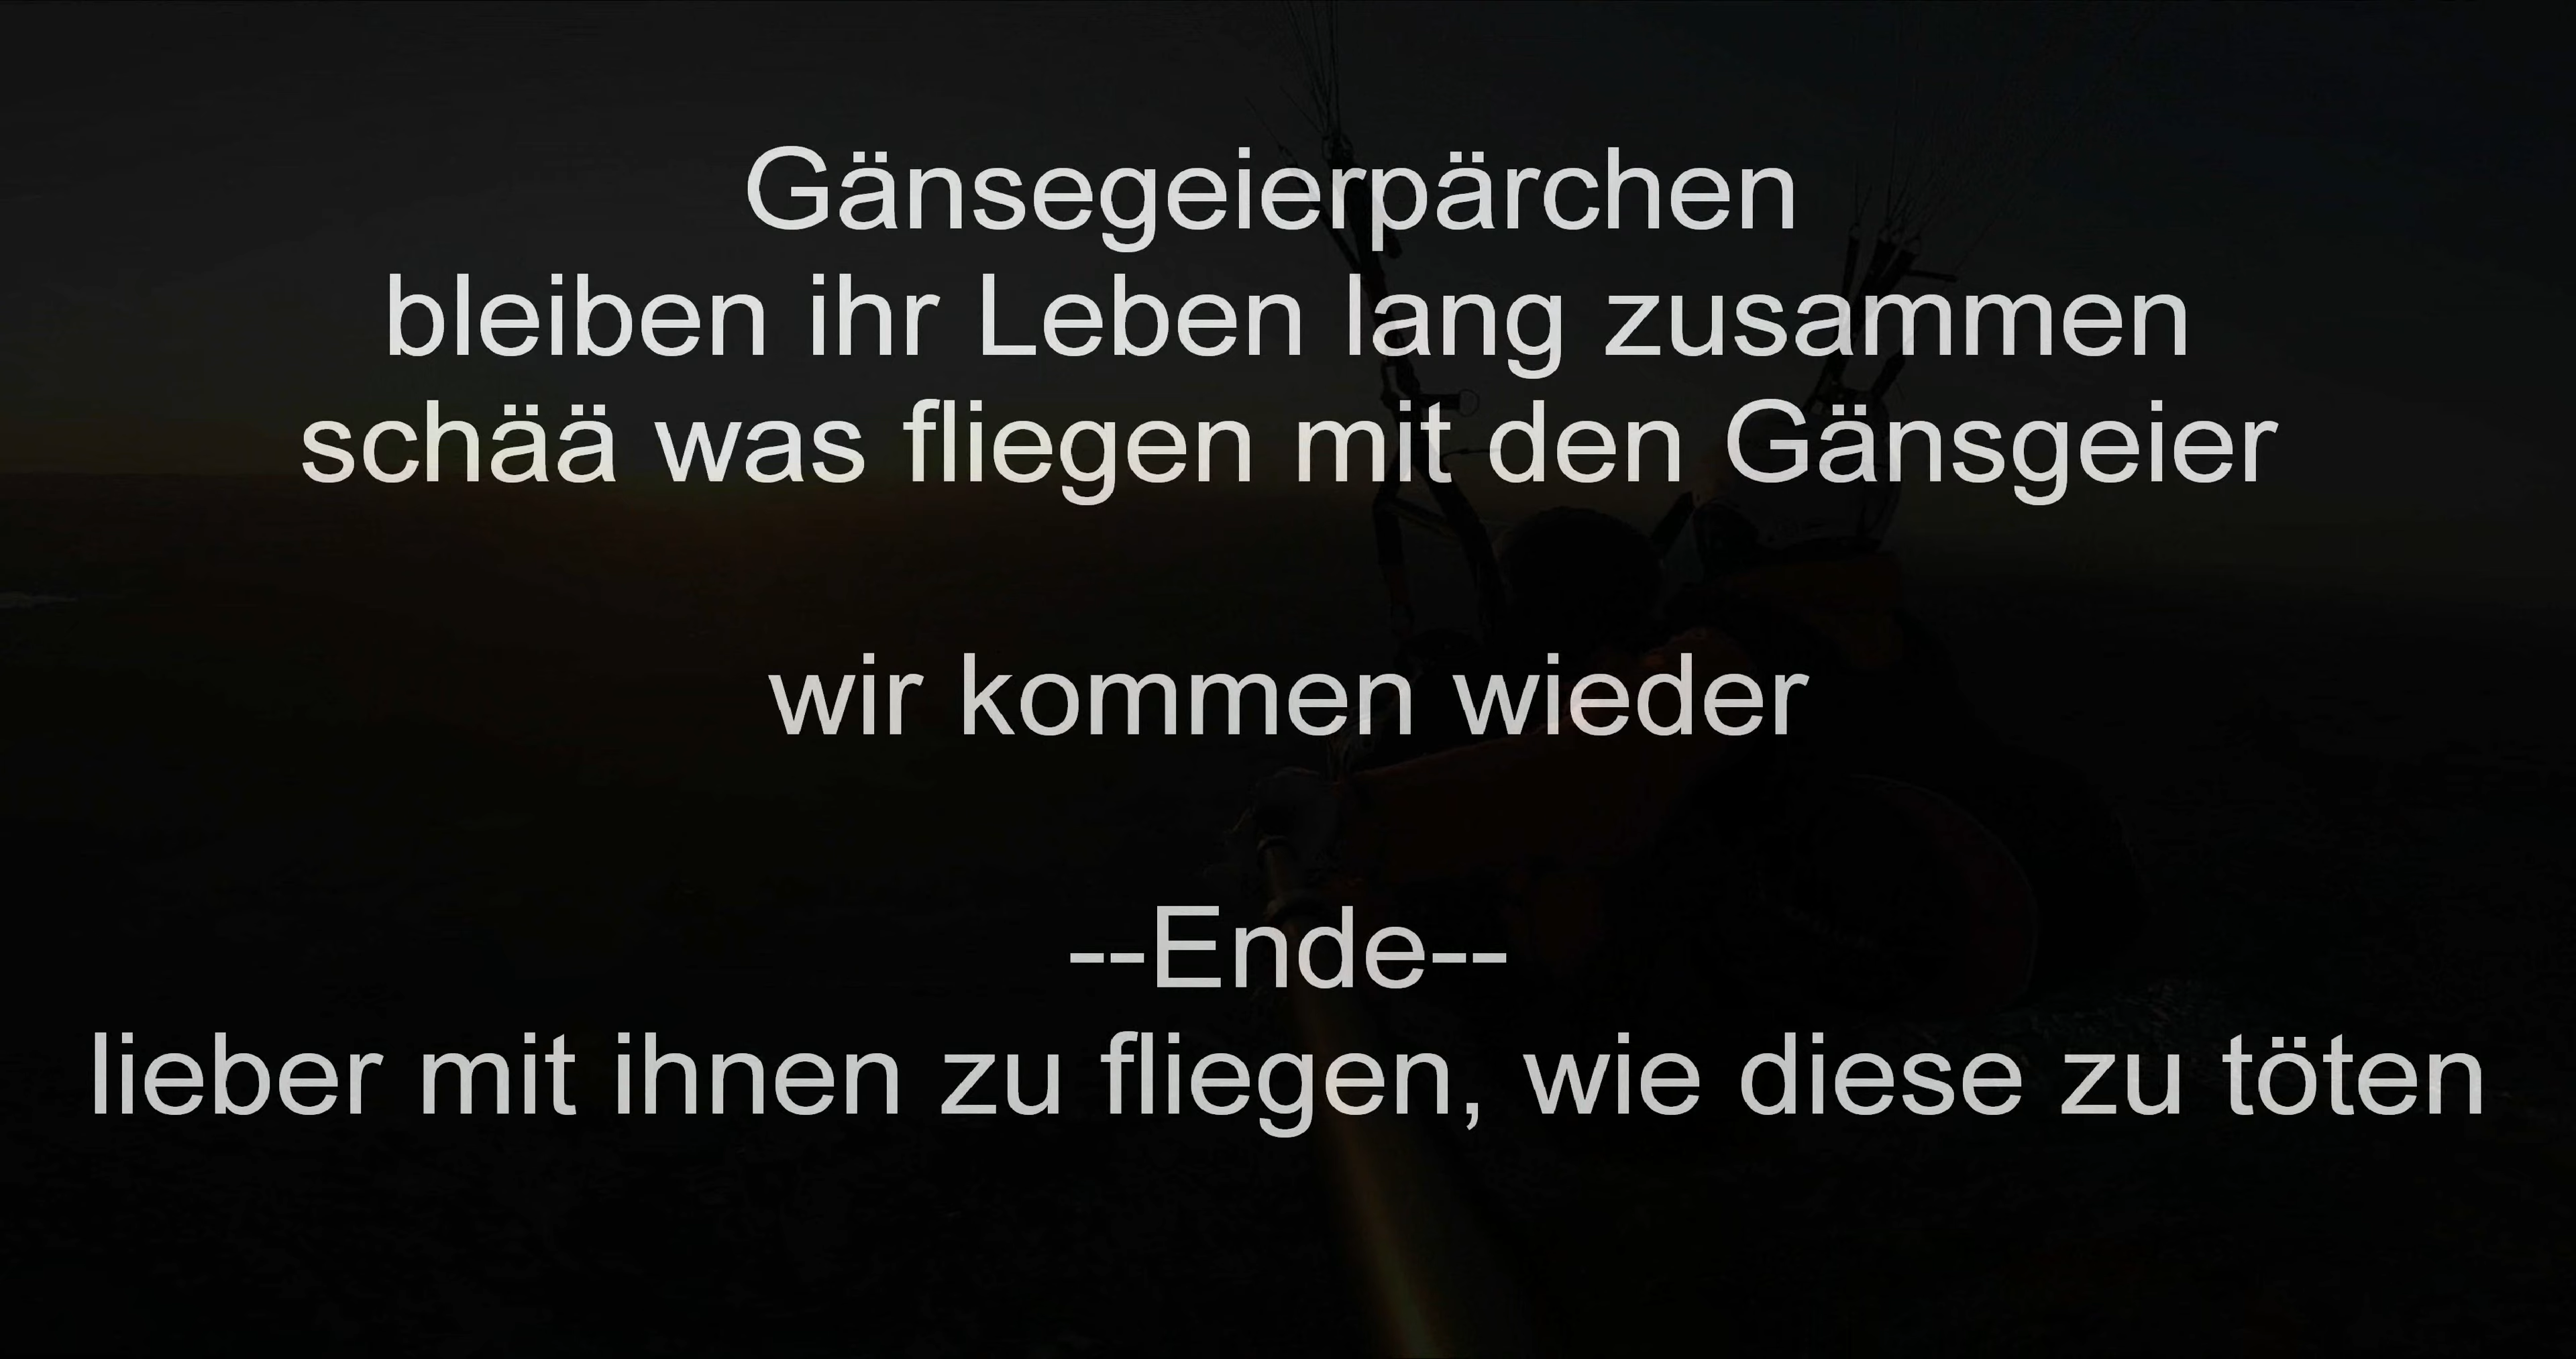 Gänsegeierpärchen
bleiben ihr Leben lang zusammen
schää was fliegen mit den Gänsgeier
wir kommen wieder
--Ende--
lieber mit ihnen zu fliegen, wie diese zu töten